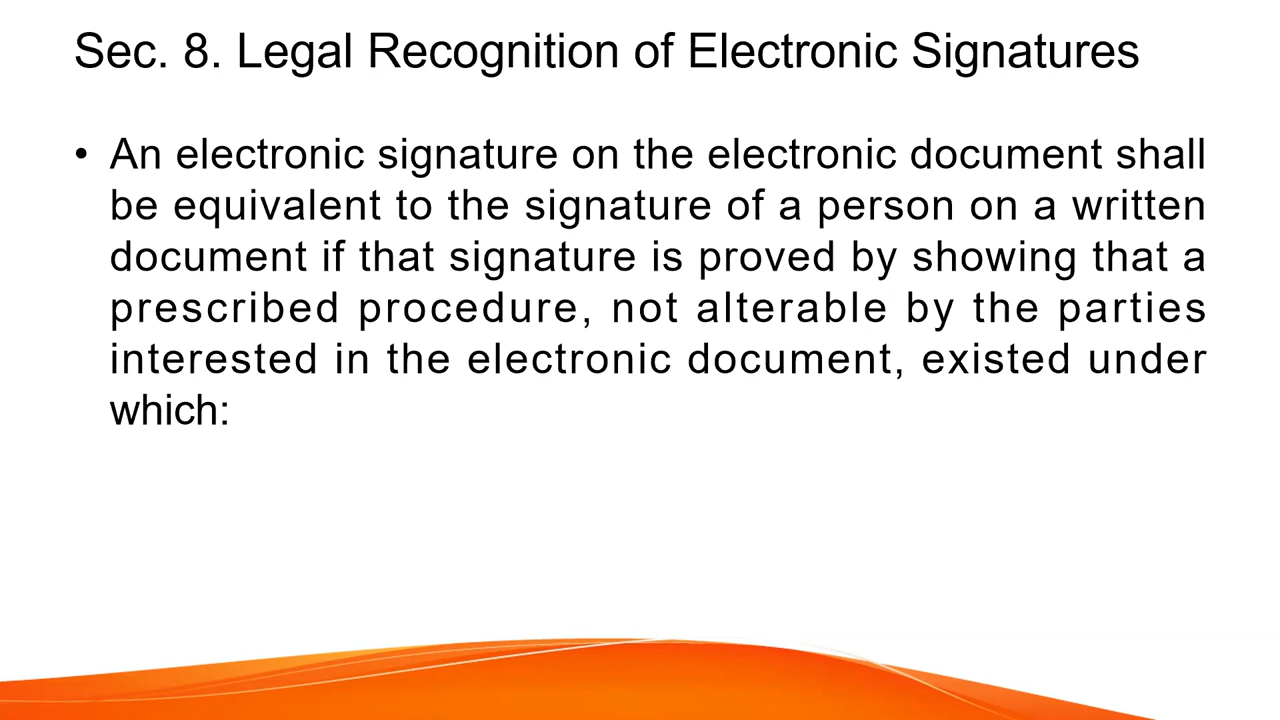 Sec. 8. Legal Recognition of Electronic Signatures
• An electronic signature on the electronic document shall
be equivalent to the signature of a person on a written
document if that signature is proved by showing that a
prescribed procedure, not alterable by the parties
interested in the electronic document, existed under
which: